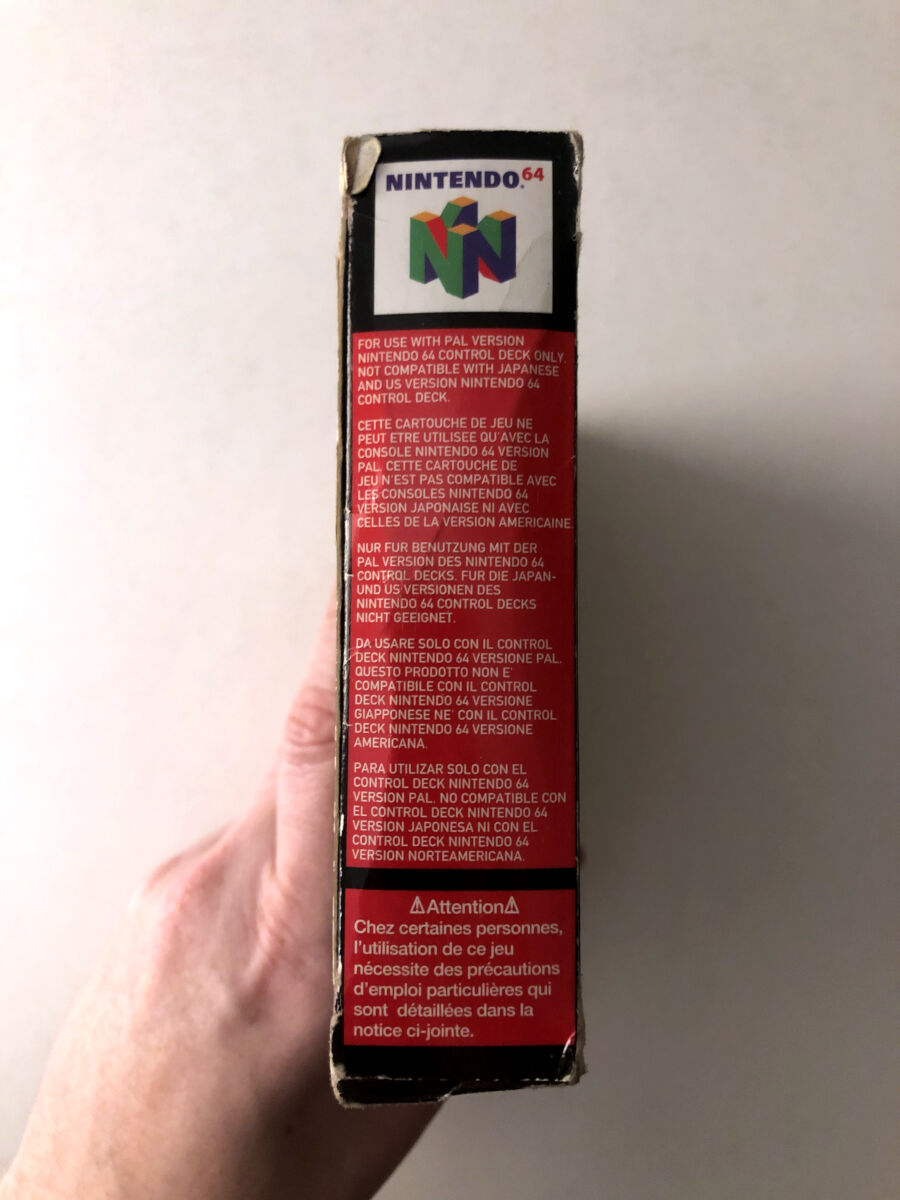 NINTENDO.64
FOR USE WITH PAL VERSION
NINTENDO 64 CONTROL DECK ONLY.
NOT COMPATIBLE WITH JAPANESE
AND US VERSION NINTENDO 64
CONTROL DECK.
CETTE CARTOUCHE DE JEU NE
PEUT ETRE UTILISEE QU'AVEC LA
CONSOLE NINTENDO 64 VERSION
PAL. CETTE CARTOUCHE DE
JEU N'EST PAS COMPATIBLE AVEC
LES CONSOLES NINTENDO 64
VERSION JAPONAISE NI AVEC
CELLES DE LA VERSION AMERICAINE.
NUR FUR BENUTZUNG MIT DER
PAL VERSION DES NINTENDO 64
CONTROL DECKS. FUR DIE JAPAN-
UND US VERSIONEN DES
NINTENDO 64 CONTROL DECKS
NICHT GEEIGNET.
DA USARE SOLO CON IL CONTROL
DECK NINTENDO 64 VERSIONE PAL.
QUESTO PRODOTTO NON E'
COMPATIBILE CON IL CONTROL
DECK NINTENDO 64 VERSIONE
GIAPPONESE NE' CON IL CONTROL
DECK NINTENDO 64 VERSIONE
AMERICANA.
PARA UTILIZAR SOLO CON EL
CONTROL DECK NINTENDO 64
VERSION PAL. NO COMPATIBLE CON
EL CONTROL DECK NINTENDO 64
VERSION JAPONESA NI CON EL
CONTROL DECK NINTENDO 64
VERSION NORTEAMERICANA.
⚠Attention⚠
Chez certaines personnes,
l'utilisation de ce jeu
nécessite des précautions
d'emploi particulières qui
sont détaillées dans la
notice ci-jointe.